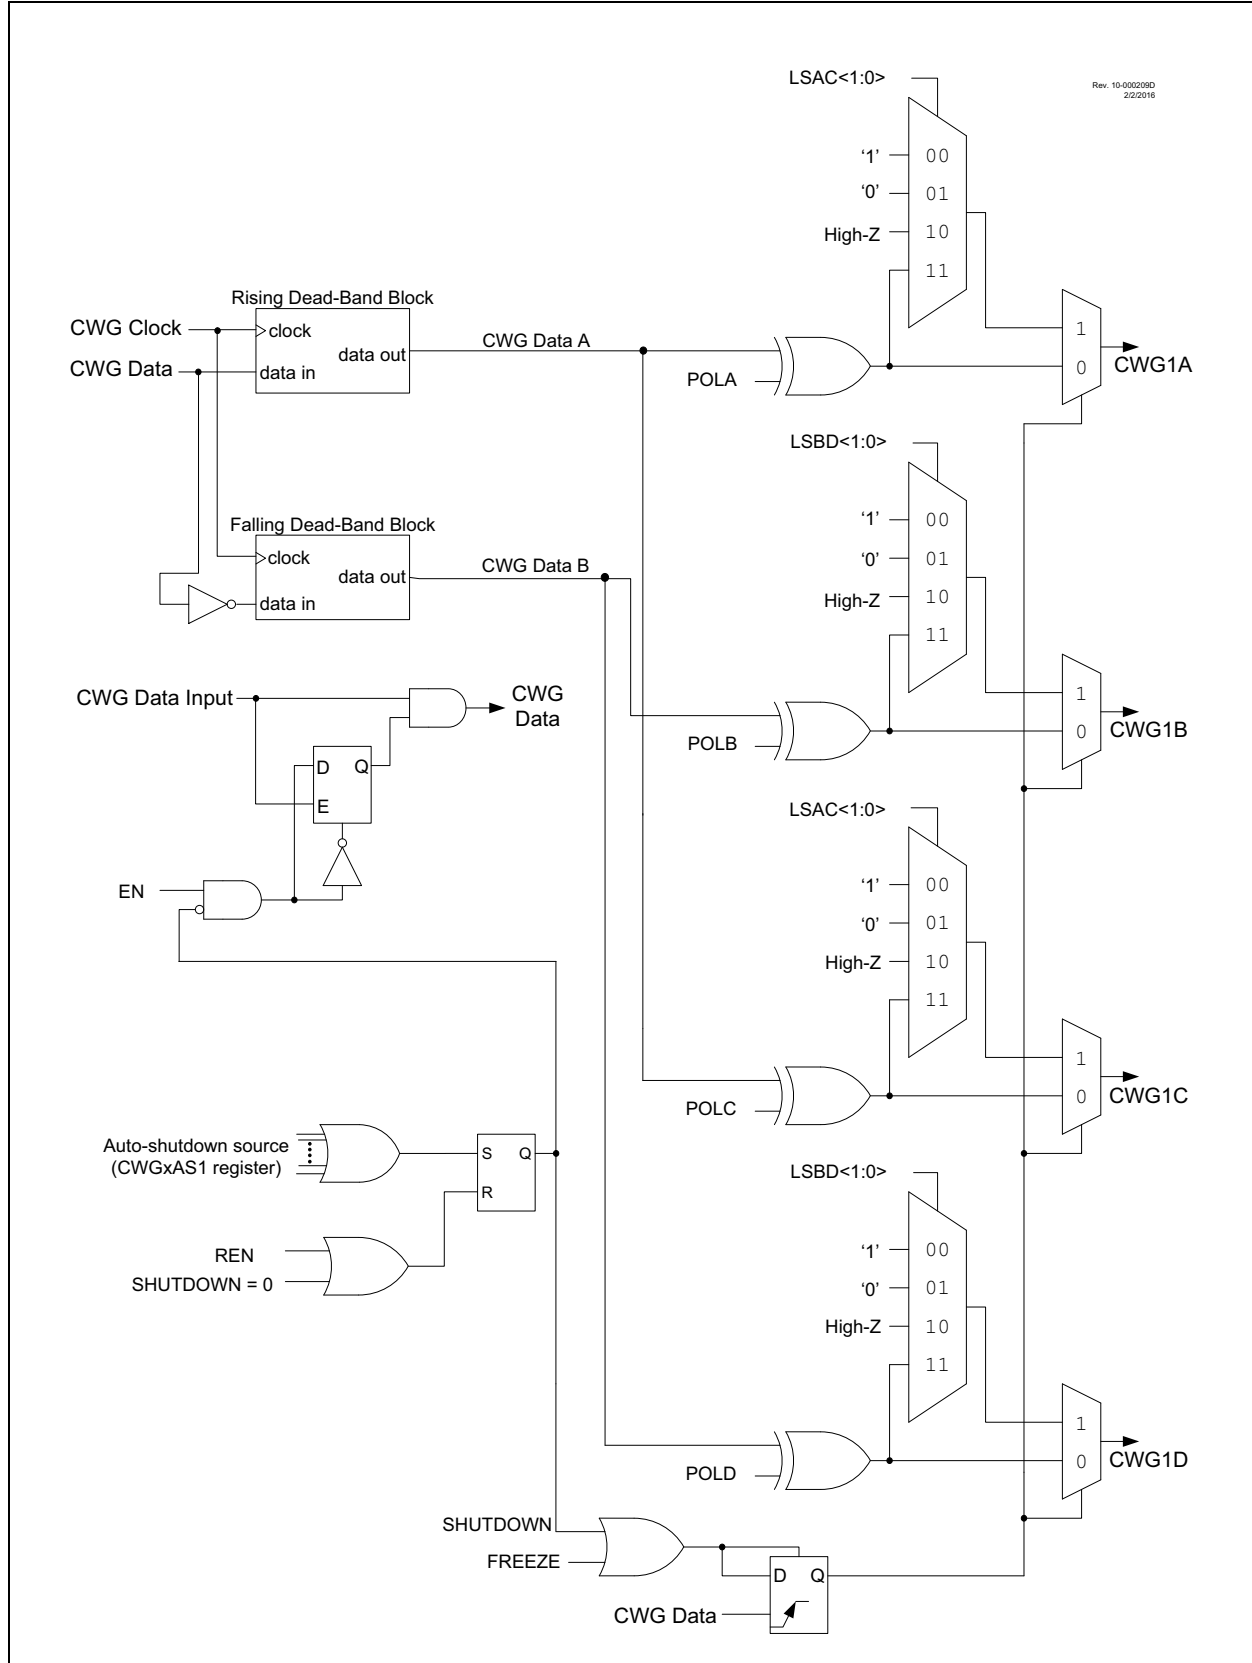 Rev. 10-000209D
2/2/2016
LSAC<1:0>
‘1’
00
‘0’
01
High-Z
10
11
1
0
CWG1A
Rising Dead-Band Block
CWG Clock
clock
data out
CWG Data
data in
CWG Data A
POLA
LSBD<1:0>
‘1’
00
‘0’
01
High-Z
10
11
1
0
CWG1B
Falling Dead-Band Block
clock
data out
data in
CWG Data B
POLB
CWG Data Input
CWG
Data
D
Q
E
EN
LSAC<1:0>
‘1’
00
‘0’
01
High-Z
10
11
1
0
CWG1C
POLC
Auto-shutdown source
(CWGxAS1 register)
S
Q
R
REN
SHUTDOWN = 0
LSBD<1:0>
‘1’
00
‘0’
01
High-Z
10
11
1
0
CWG1D
POLD
SHUTDOWN
FREEZE
D
Q
CWG Data